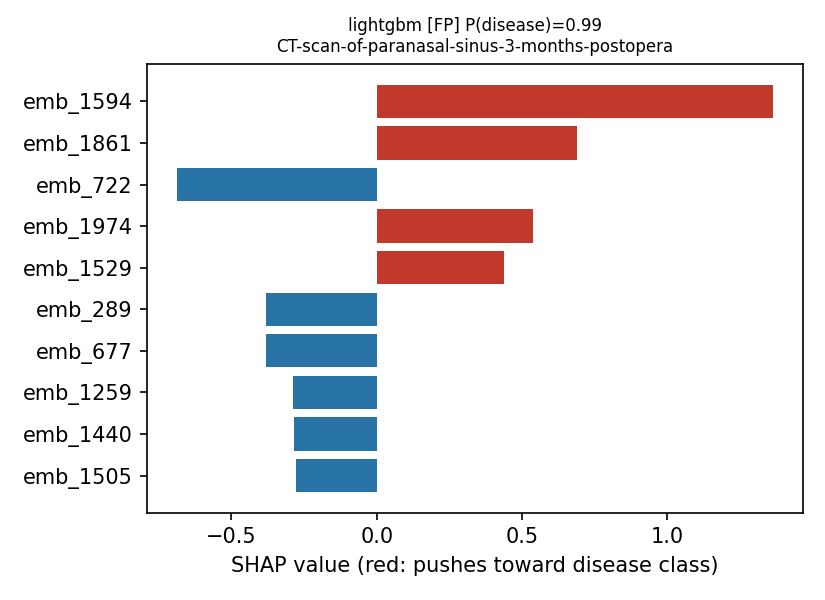 lightgbm [FP] P(disease)=0.99
CT-scan-of-paranasal-sinus-3-months-postopera
emb_1594
emb_1861
emb_722
emb_1974
emb_1529
emb_289
emb_677
emb_1259
emb_1440
emb_1505
−0.5 0.0 0.5 1.0
SHAP value (red: pushes toward disease class)